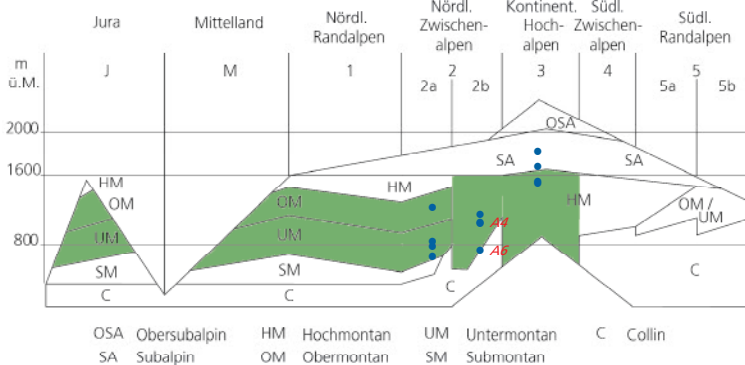 Jura Mittelland Nördl. Randalpen Nördl. Zwischen-alpen Kontinent. Hoch-alpen Südl. Zwischen-alpen Südl. Randalpen
m ü.M. J M 1 2 3 4 5
2a 2b 5a 5b
OSA
2000
SA SA
1600
HM HM HM
OM OM OM / UM
A4
UM UM
800
A6
SM SM C C
C C
OSA Obersubalpin HM Hochmontan UM Untermontan C Collin
SA Subalpin OM Obermontan SM Submontan